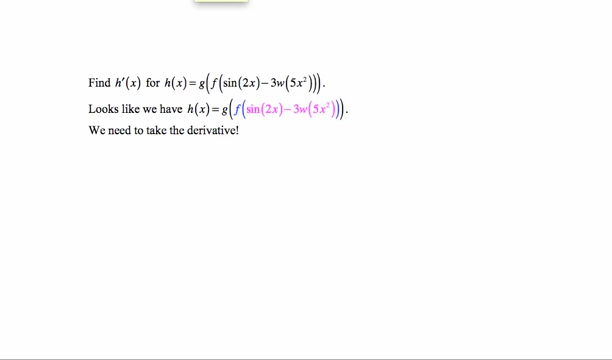 Find h′(x) for h(x) = g(f(sin(2x) − 3w(5x²))).
Looks like we have h(x) = g(f(sin(2x) − 3w(5x²))).
We need to take the derivative!